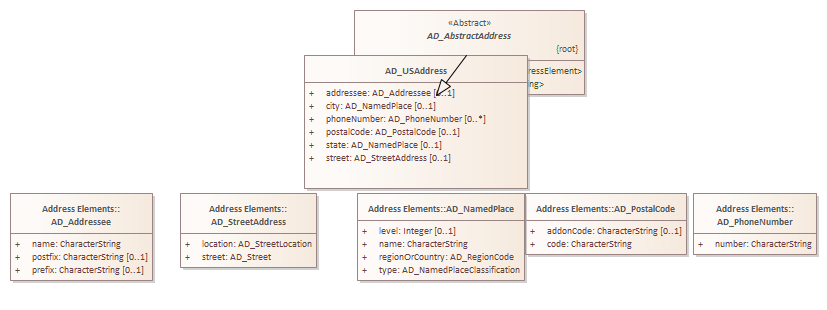 «Abstract»
AD_AbstractAddress
{root}
ressElement>
ing>
AD_USAddress
+ addressee: AD_Addressee [0..1]
+ city: AD_NamedPlace [0..1]
+ phoneNumber: AD_PhoneNumber [0..*]
+ postalCode: AD_PostalCode [0..1]
+ state: AD_NamedPlace [0..1]
+ street: AD_StreetAddress [0..1]
Address Elements::
AD_Addressee
+ name: CharacterString
+ postfix: CharacterString [0..1]
+ prefix: CharacterString [0..1]
Address Elements::
AD_StreetAddress
+ location: AD_StreetLocation
+ street: AD_Street
Address Elements::AD_NamedPlace
+ level: Integer [0..1]
+ name: CharacterString
+ regionOrCountry: AD_RegionCode
+ type: AD_NamedPlaceClassification
Address Elements::AD_PostalCode
+ addonCode: CharacterString [0..1]
+ code: CharacterString
Address Elements::
AD_PhoneNumber
+ number: CharacterString